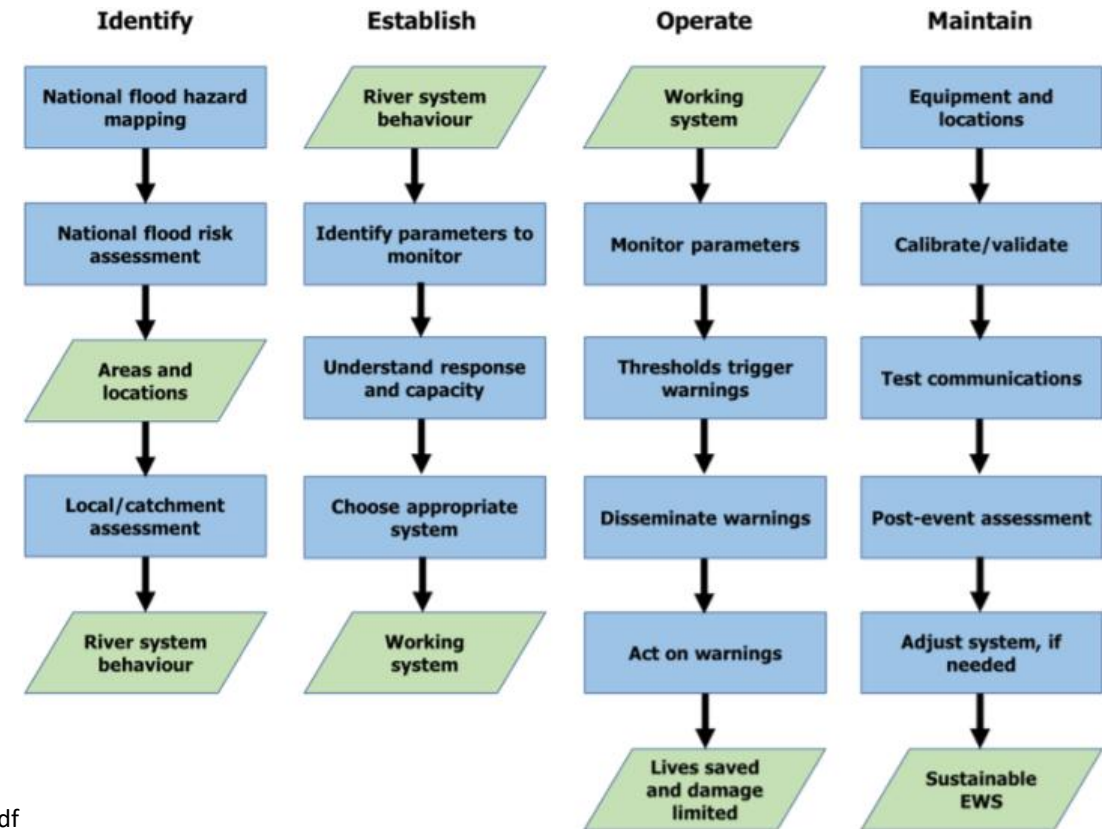 Identify
National flood hazard
mapping
National flood risk
assessment
Areas and
locations
Local/catchment
assessment
River system
behaviour
Establish
River system
behaviour
Identify parameters to
monitor
Understand response
and capacity
Choose appropriate
system
Working
system
Operate
Working
system
Monitor parameters
Thresholds trigger
warnings
Disseminate warnings
Act on warnings
Lives saved
and damage
limited
Maintain
Equipment and
locations
Calibrate/validate
Test communications
Post-event assessment
Adjust system, if
needed
Sustainable
EWS
df